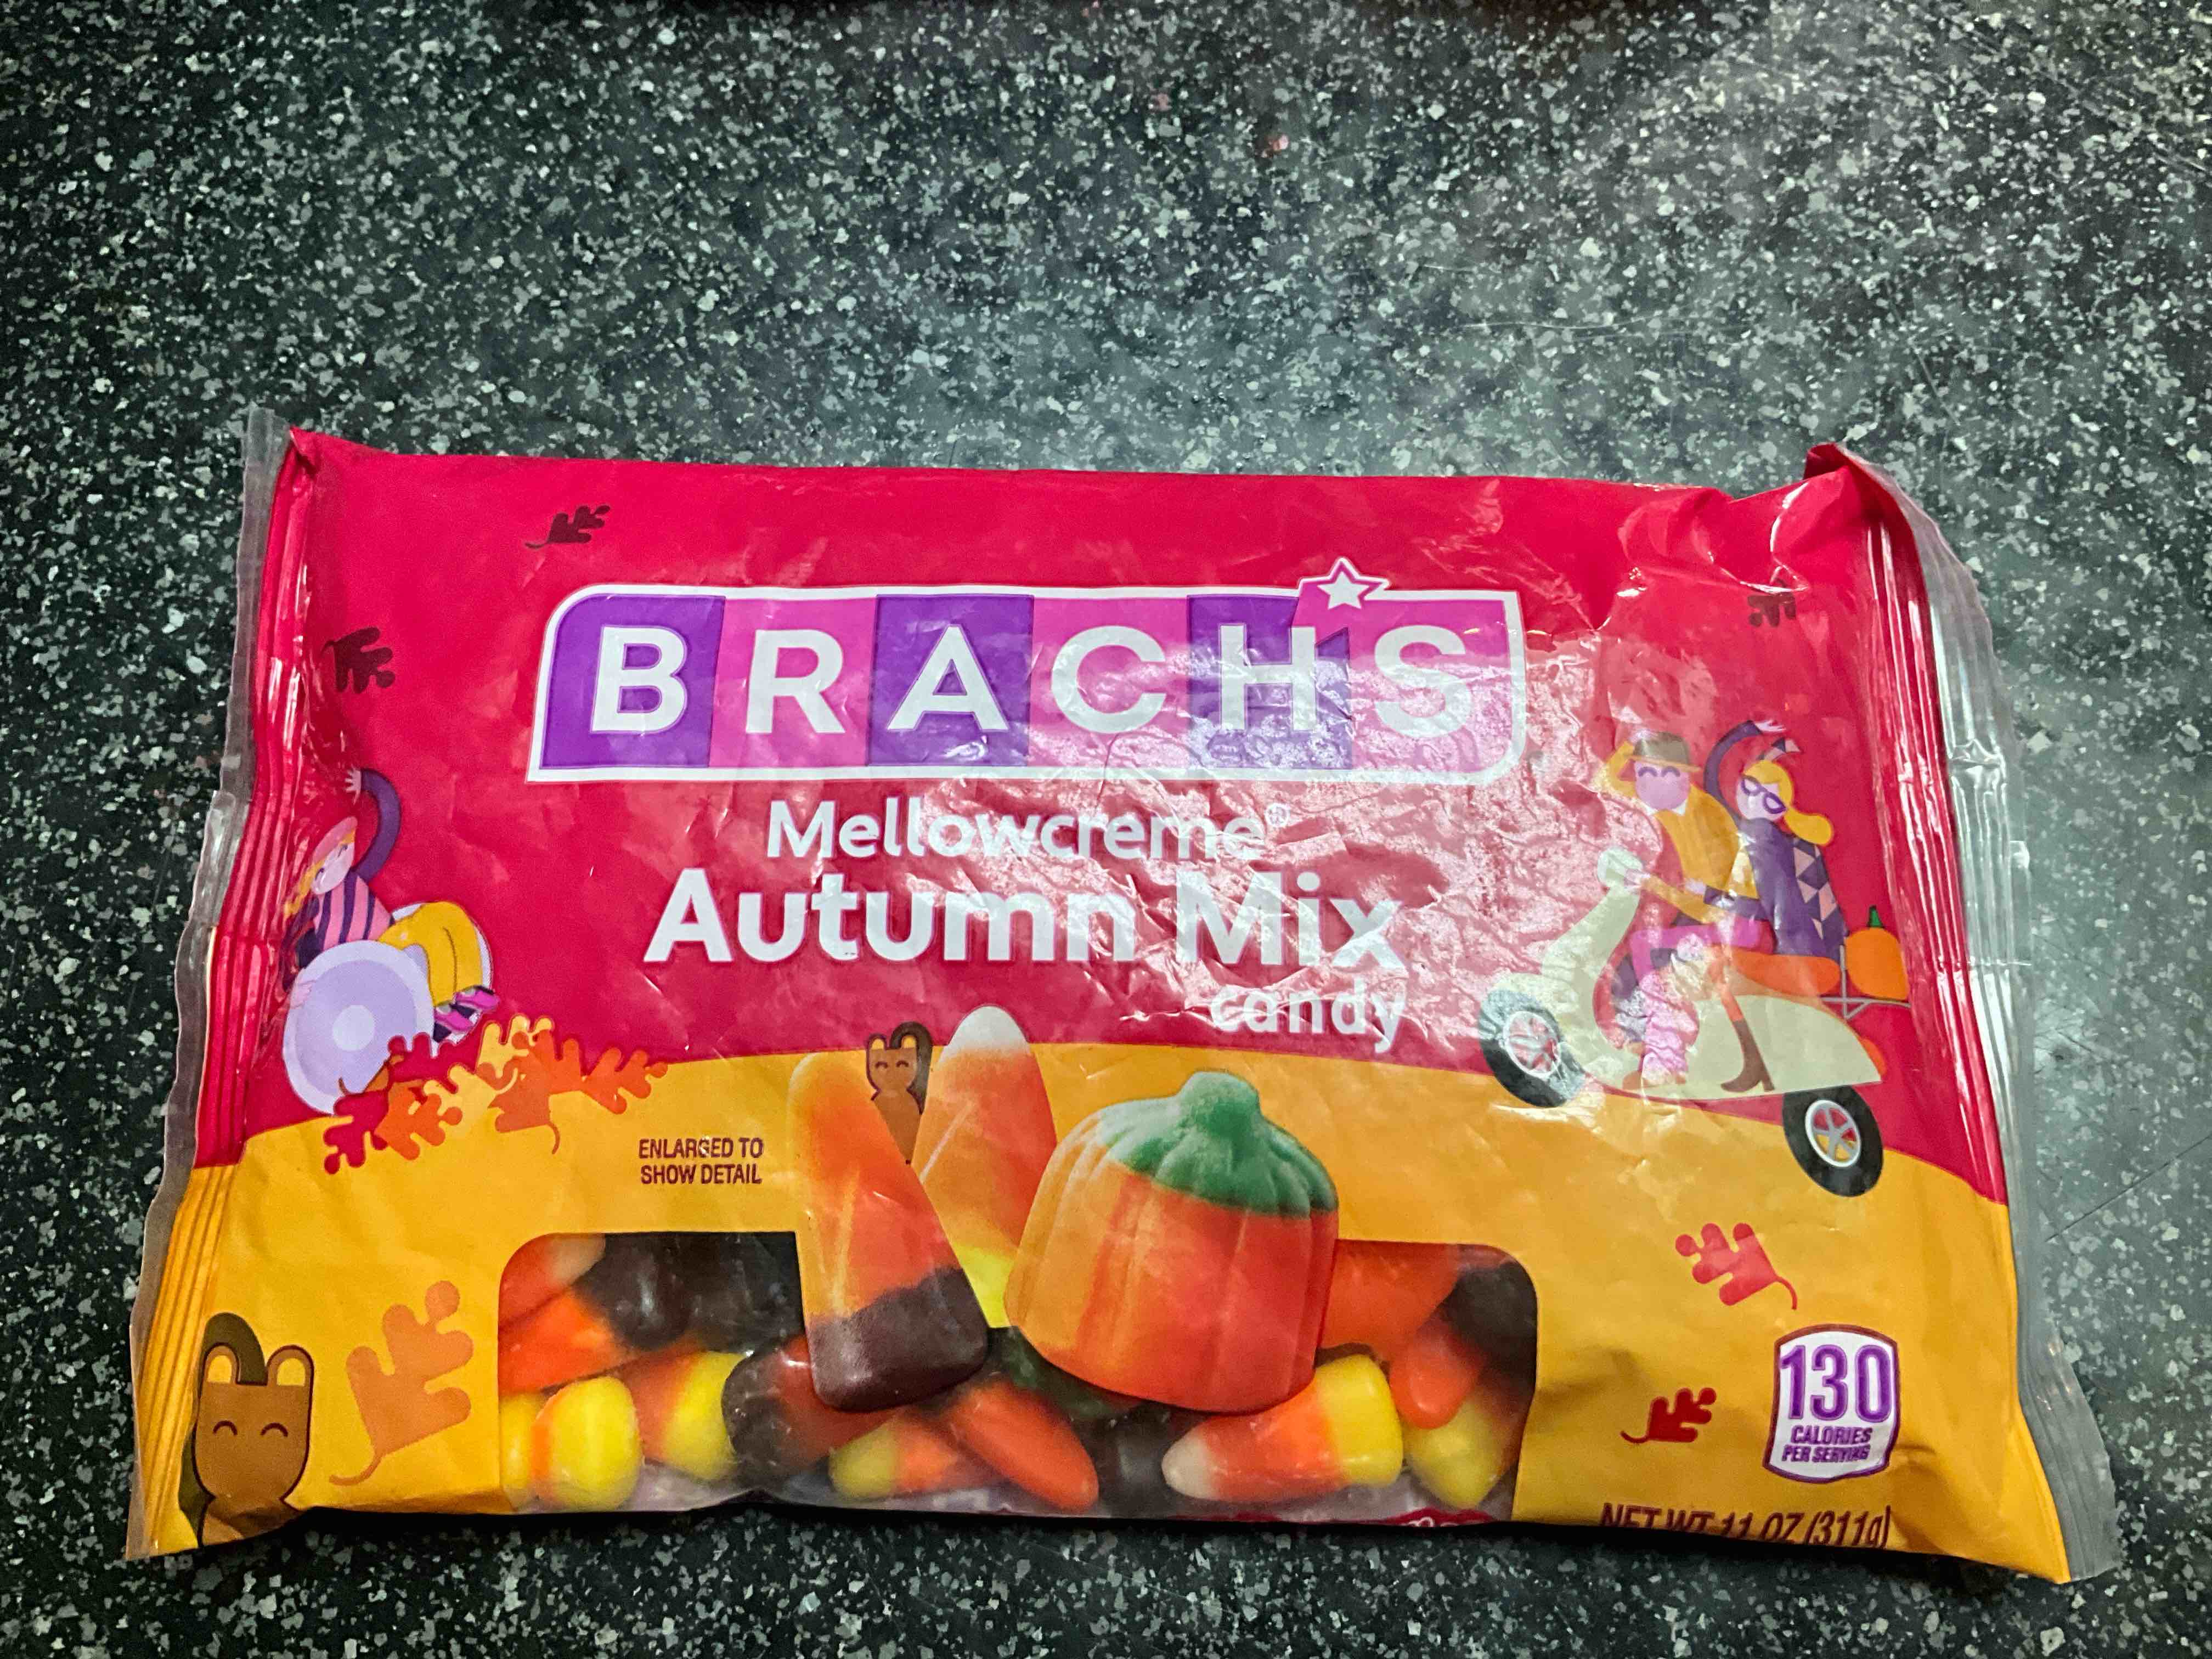 BRACH'S
Mellowcreme®
Autumn Mix
candy
ENLARGED TO
SHOW DETAIL
130
CALORIES
PER SERVING
NET WT 11 OZ (311g)